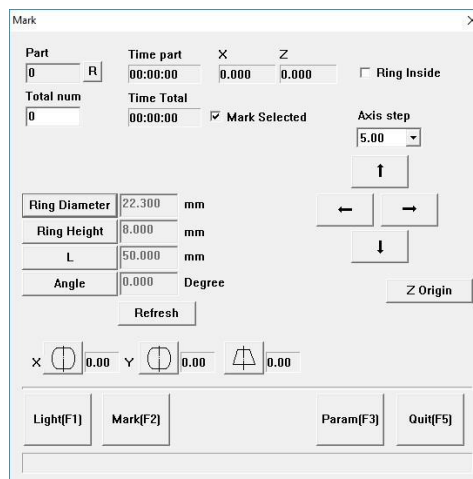 Mark
Part Time part X Z
0 R 00:00:00 0.000 0.000 Ring Inside
Total num Time Total
0 00:00:00 Mark Selected Axis step
5.00
Ring Diameter 22.300 mm
Ring Height 8.000 mm
L 50.000 mm
Angle 0.000 Degree
Z Origin
Refresh
X 0.00 Y 0.00 0.00
Light(F1) Mark(F2) Param(F3) Quit(F5)